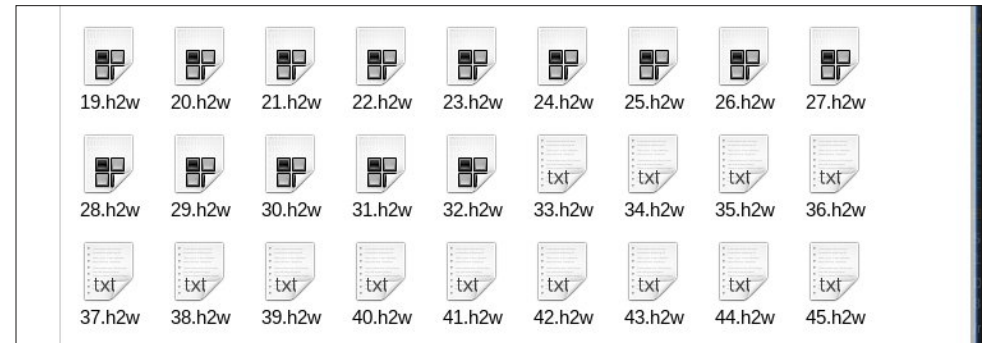 19.h2w 20.h2w 21.h2w 22.h2w 23.h2w 24.h2w 25.h2w 26.h2w 27.h2w
txt txt txt txt
28.h2w 29.h2w 30.h2w 31.h2w 32.h2w 33.h2w 34.h2w 35.h2w 36.h2w
txt txt txt txt txt txt txt txt txt
37.h2w 38.h2w 39.h2w 40.h2w 41.h2w 42.h2w 43.h2w 44.h2w 45.h2w